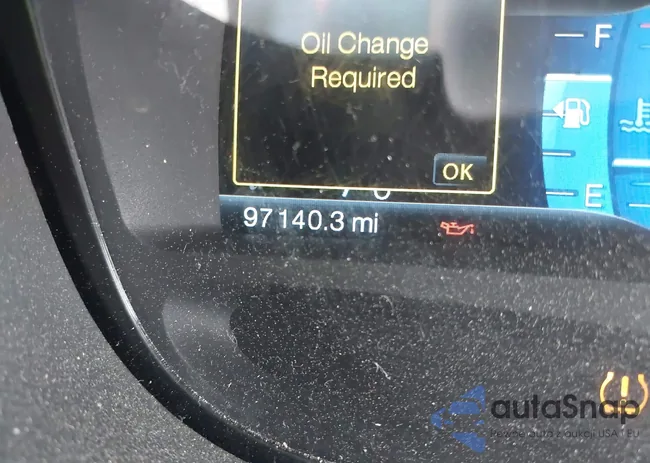 Oil Change
Required
F
OK
E
97140.3 mi
autaSnap